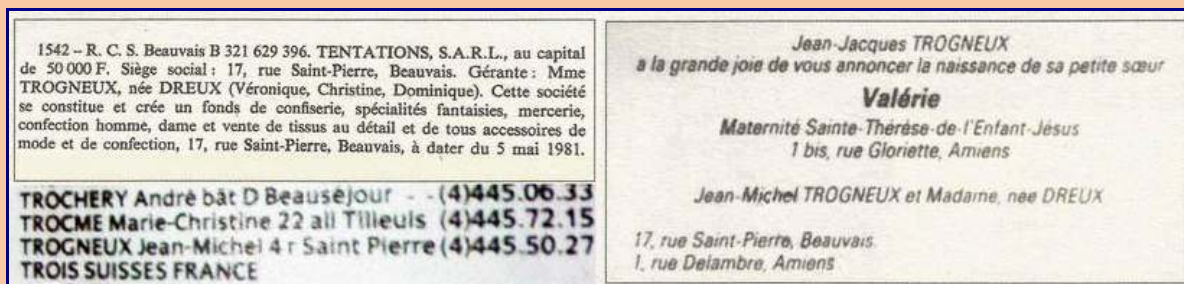 1542 – R. C. S. Beauvais B 321 629 396. TENTATIONS, S.A.R.L., au capital
de 50 000 F. Siège social : 17, rue Saint-Pierre, Beauvais. Gérante : Mme
TROGNEUX, née DREUX (Véronique, Christine, Dominique). Cette société
se constitue et crée un fonds de confiserie, spécialités fantaisies, mercerie,
confection homme, dame et vente de tissus au détail et de tous accessoires de
mode et de confection, 17, rue Saint-Pierre, Beauvais, à dater du 5 mai 1981.
TROCHERY André bât D Beauséjour - - (4)445.06.33
TROCME Marie-Christine 22 all Tilleuls (4)445.72.15
TROGNEUX Jean-Michel 4 r Saint Pierre (4)445.50.27
TROIS SUISSES FRANCE
Jean-Jacques TROGNEUX
a la grande joie de vous annoncer la naissance de sa petite sœur
Valérie
Maternité Sainte-Thérèse-de-l'Enfant-Jésus
1 bis, rue Gloriette, Amiens
Jean-Michel TROGNEUX et Madame, née DREUX
17, rue Saint-Pierre, Beauvais.
1, rue Delambre, Amiens